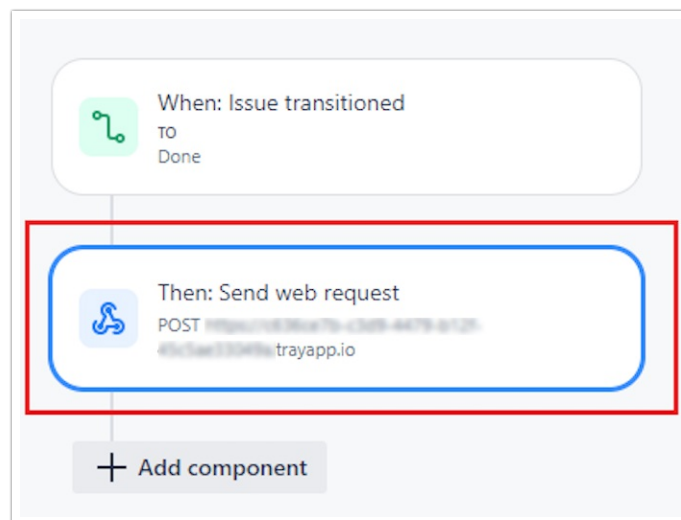 When: Issue transitioned
TO
Done
Then: Send web request
POST
trayapp.io
Add component